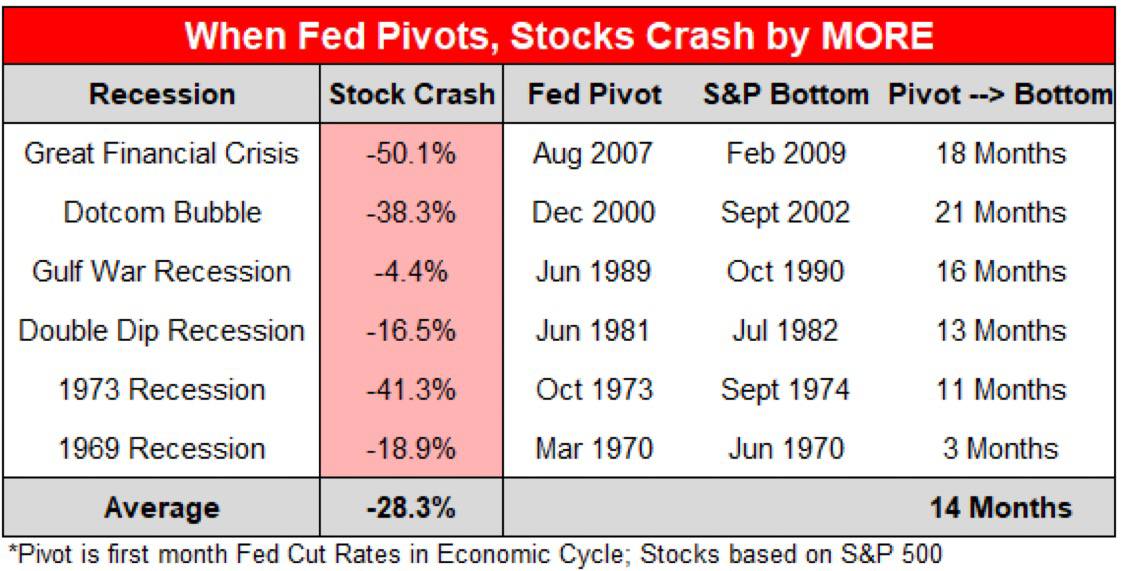 When Fed Pivots, Stocks Crash by MORE
Recession Stock Crash Fed Pivot S&P Bottom Pivot --> Bottom
Great Financial Crisis -50.1% Aug 2007 Feb 2009 18 Months
Dotcom Bubble -38.3% Dec 2000 Sept 2002 21 Months
Gulf War Recession -4.4% Jun 1989 Oct 1990 16 Months
Double Dip Recession -16.5% Jun 1981 Jul 1982 13 Months
1973 Recession -41.3% Oct 1973 Sept 1974 11 Months
1969 Recession -18.9% Mar 1970 Jun 1970 3 Months
Average -28.3% 14 Months
*Pivot is first month Fed Cut Rates in Economic Cycle; Stocks based on S&P 500